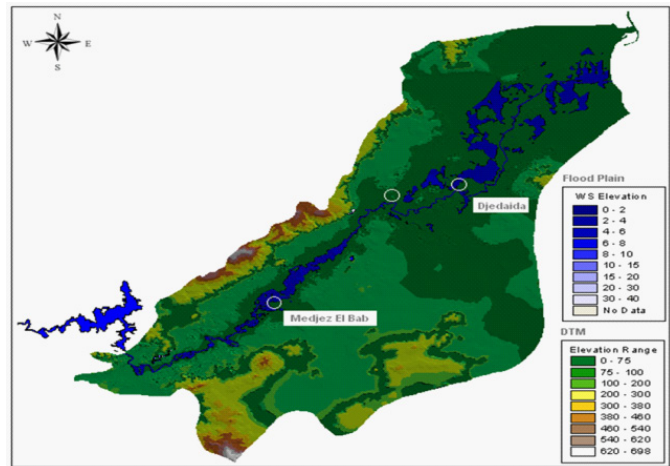 N
W E
S
Djedaida
Medjez El Bab
Flood Plain
WS Elevation
0 - 2
2 - 4
4 - 6
6 - 8
8 - 10
10 - 15
15 - 20
20 - 30
30 - 40
No Data
DTM
Elevation Range
0 - 75
75 - 100
100 - 200
200 - 300
300 - 380
380 - 460
460 - 540
540 - 620
620 - 698